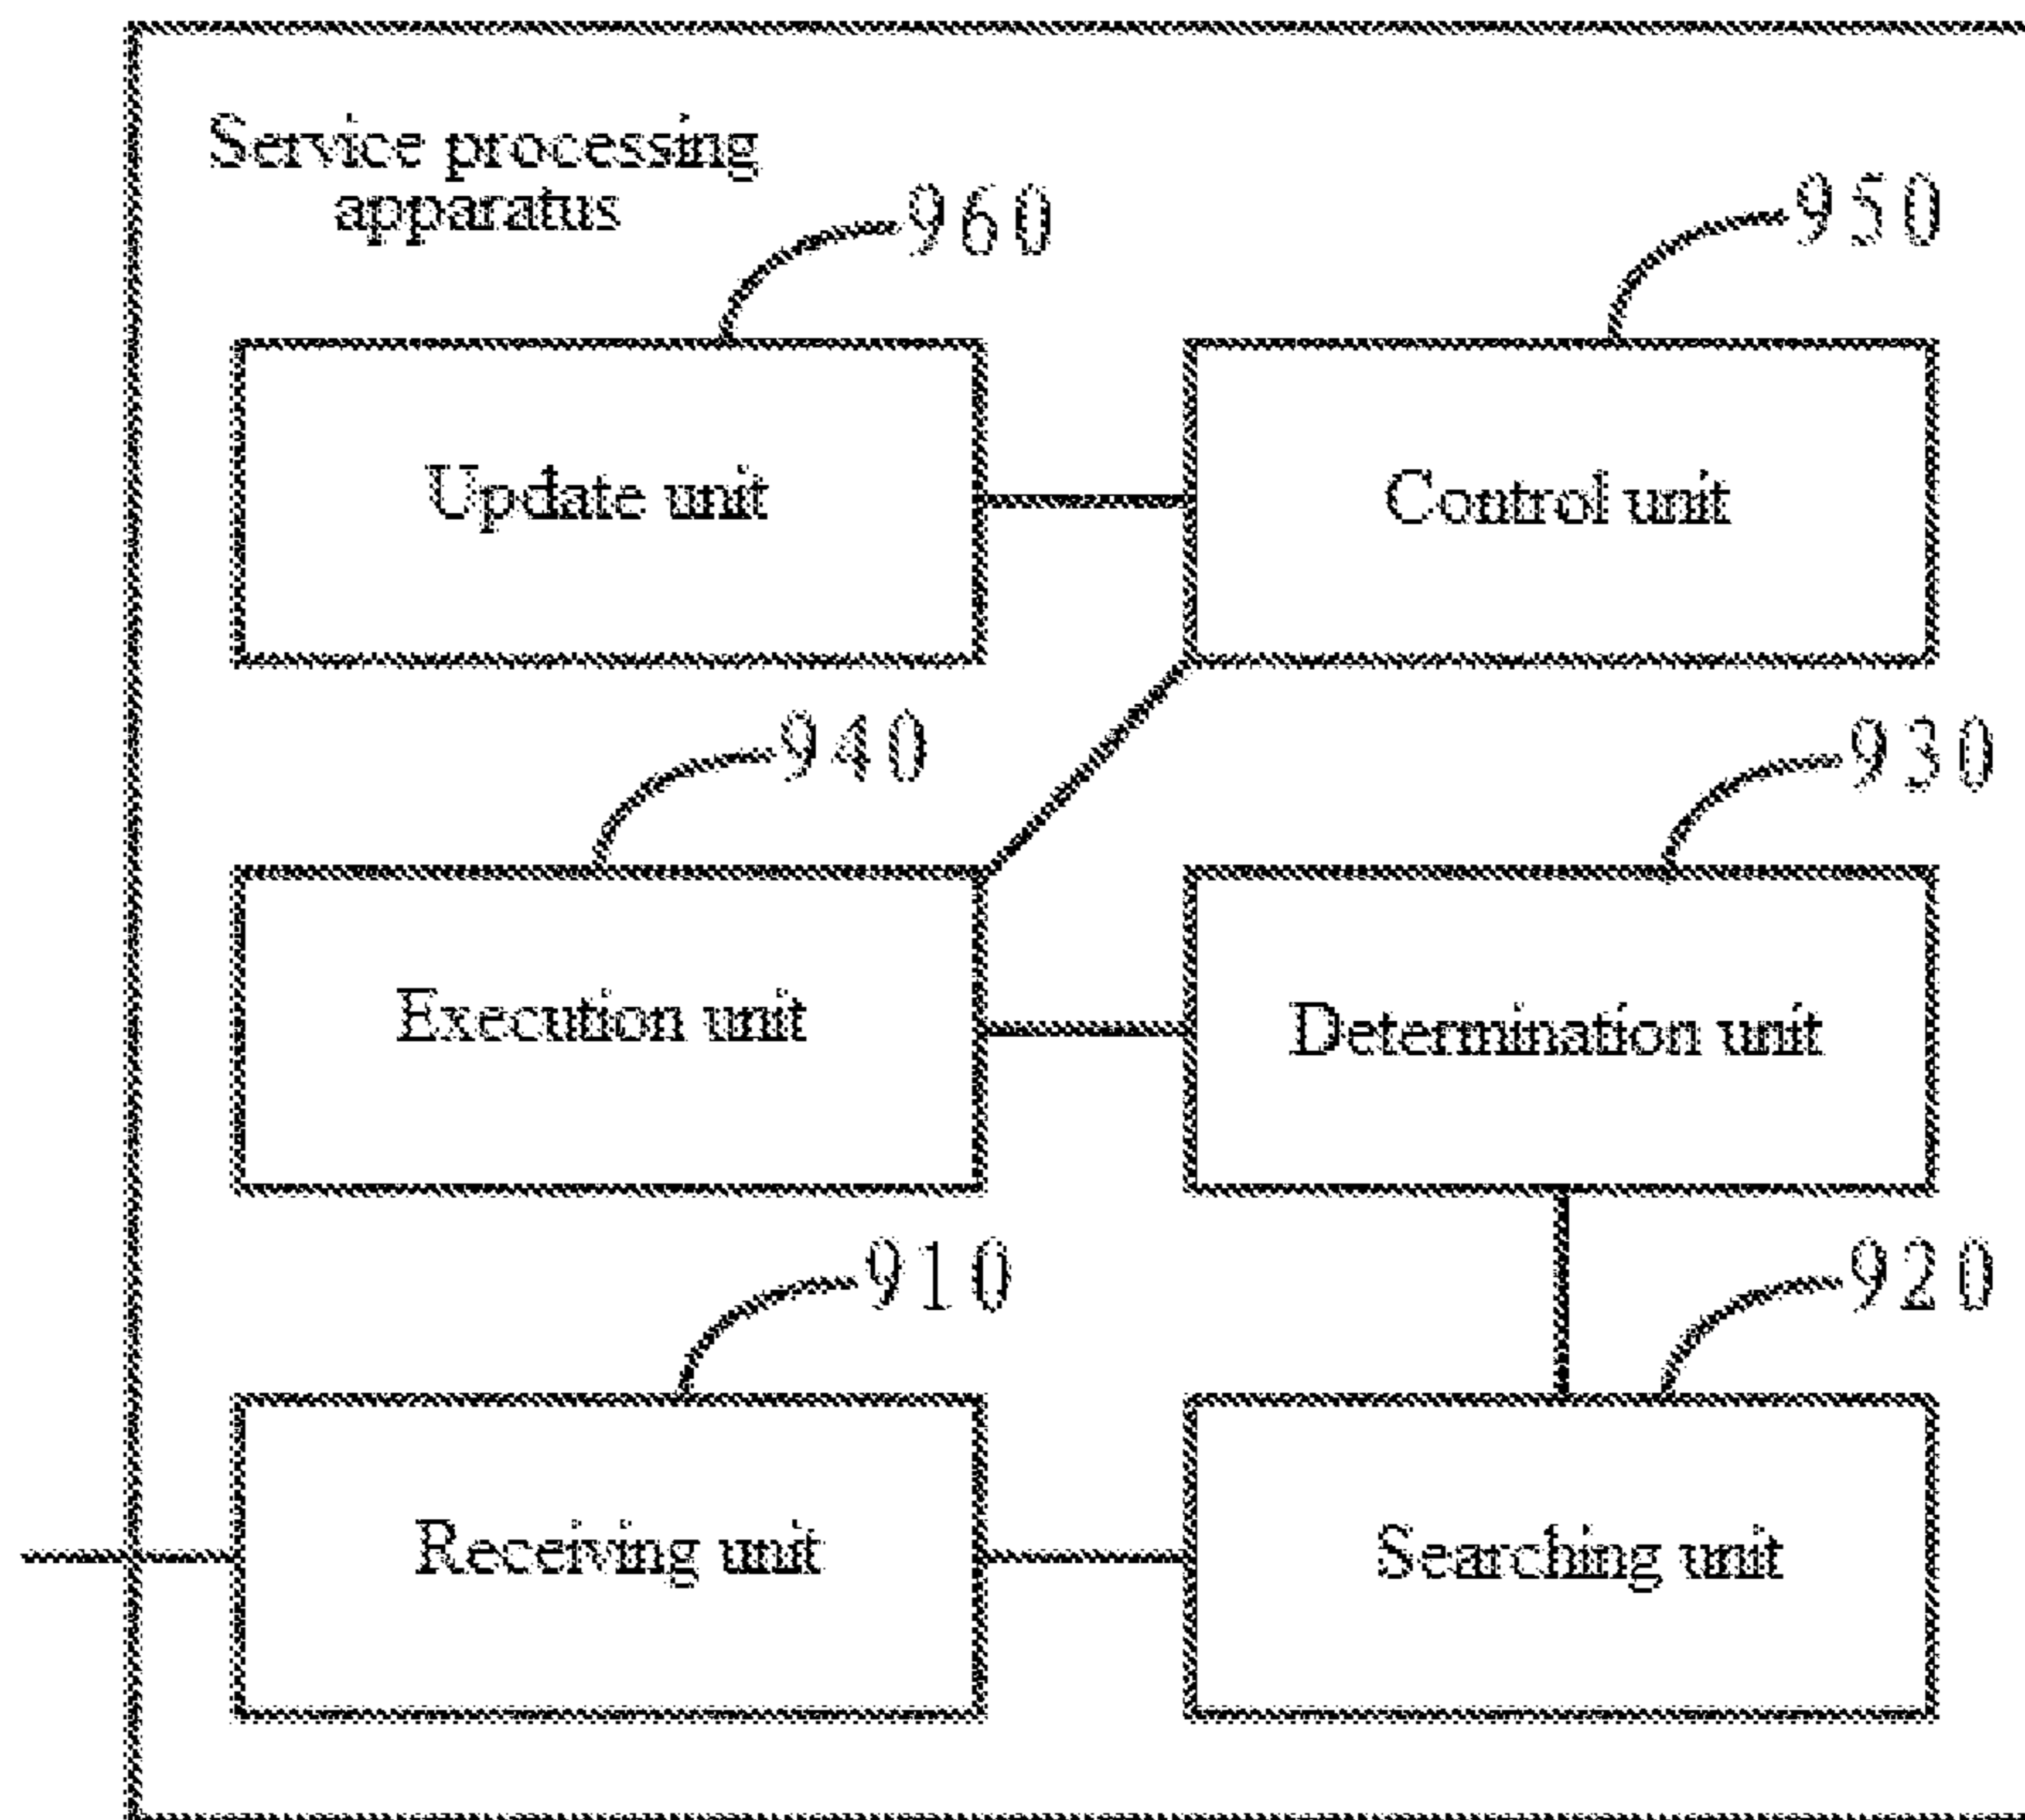 Service processing
apparatus
960
950
Update unit
Control unit
940
930
Execution unit
Determination unit
910
920
Receiving unit
Searching unit